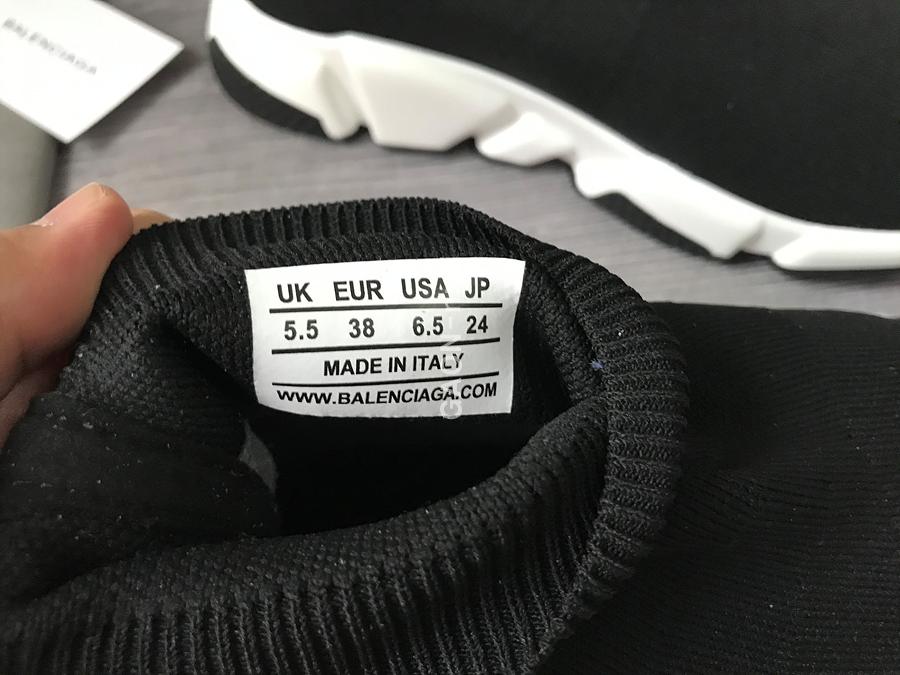 BALENCIAGA
UK EUR USA JP
5.5 38 6.5 24
MADE IN ITALY
WWW.BALENCIAGA.COM